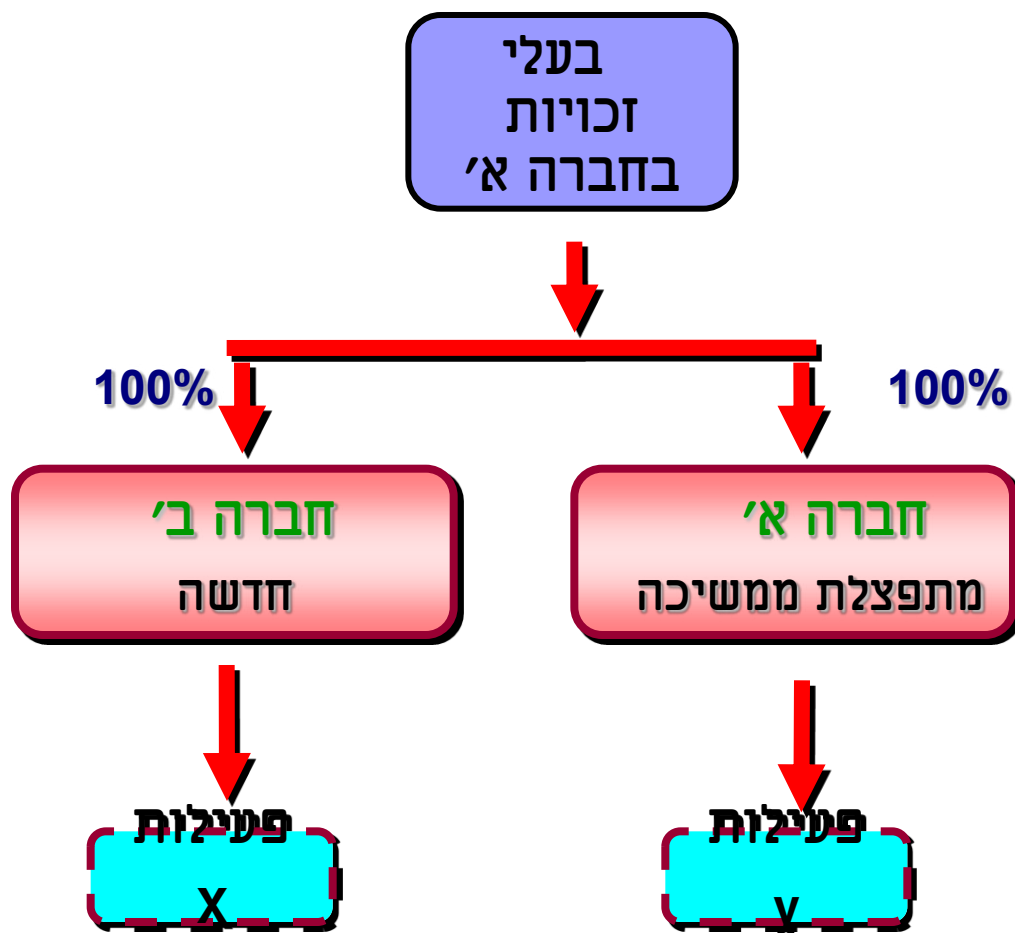 בעלי
זכויות
בחברה א׳
100%
100%
חברה א׳
מתפצלת ממשיכה
חברה ב׳
חדשה
פעילות
y
פעילות
X